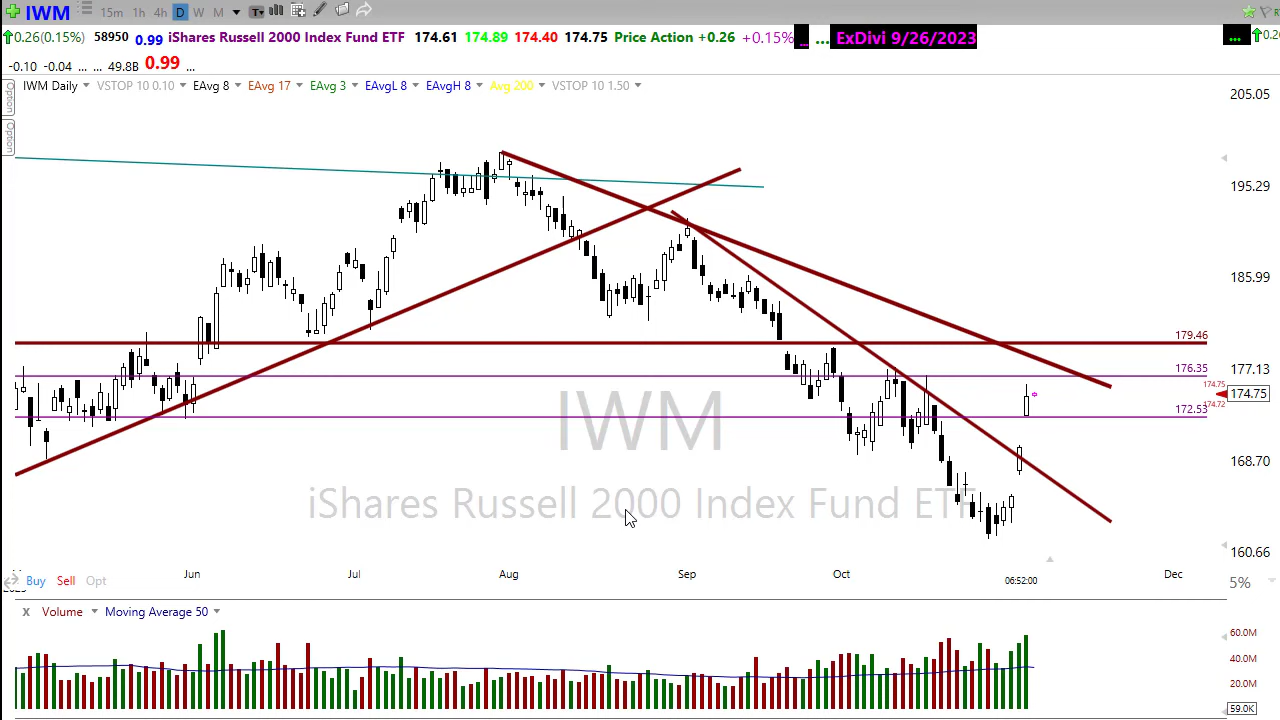 IWM 15m 1h 4h D W M T
0.26(0.15%) 58950 0.99 iShares Russell 2000 Index Fund ETF 174.61 174.89 174.40 174.75 Price Action +0.26 +0.15% ... ... ExDivi 9/26/2023 ...
-0.10 -0.04 ... ... 49.8B 0.99 ...
IWM Daily VSTOP 10 0.10 EAvg 8 EAvg 17 EAvg 3 EAvgL 8 EAvgH 8 Avg 200 VSTOP 10 1.50
Option
Option
205.05
195.29
185.99
179.46
176.35
177.13
174.75
174.75
172.53
174.72
168.70
160.66
IWM
iShares Russell 2000 Index Fund ETF
Jun Jul Aug Sep Oct Dec
06:52:00
Buy Sell Opt
5%
X Volume Moving Average 50
60.0M
40.0M
20.0M
59.0K